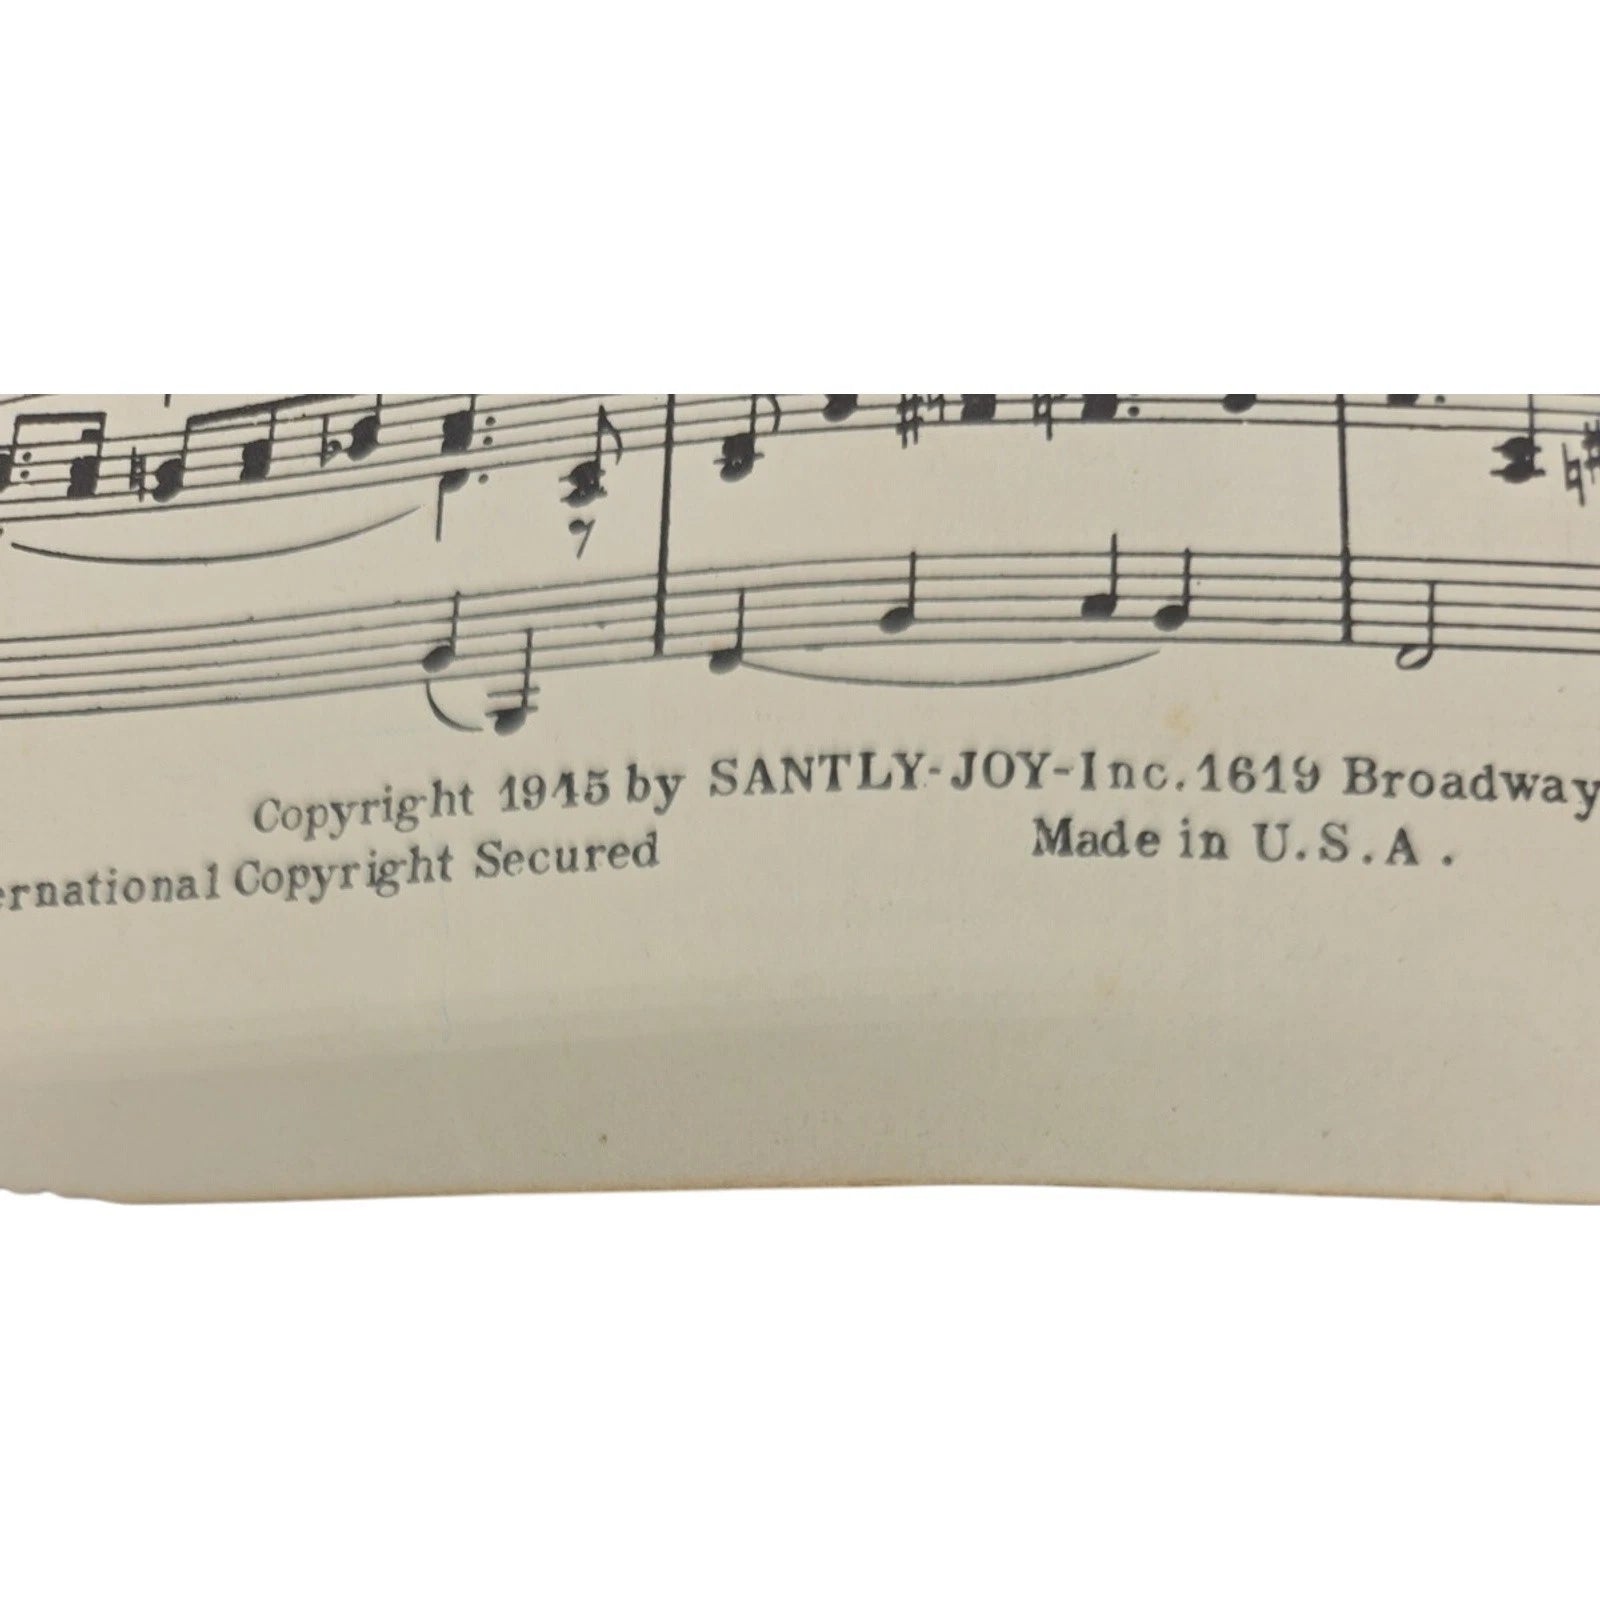 Copyright 1945 by SANTLY-JOY-Inc. 1619 Broadway
ernational Copyright Secured Made in U.S.A.